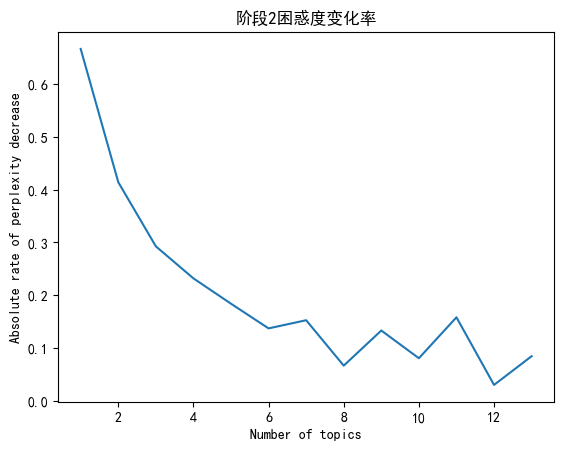 阶段2困惑度变化率
Absolute rate of perplexity decrease
0.6
0.5
0.4
0.3
0.2
0.1
0.0
2 4 6 8 10 12
Number of topics